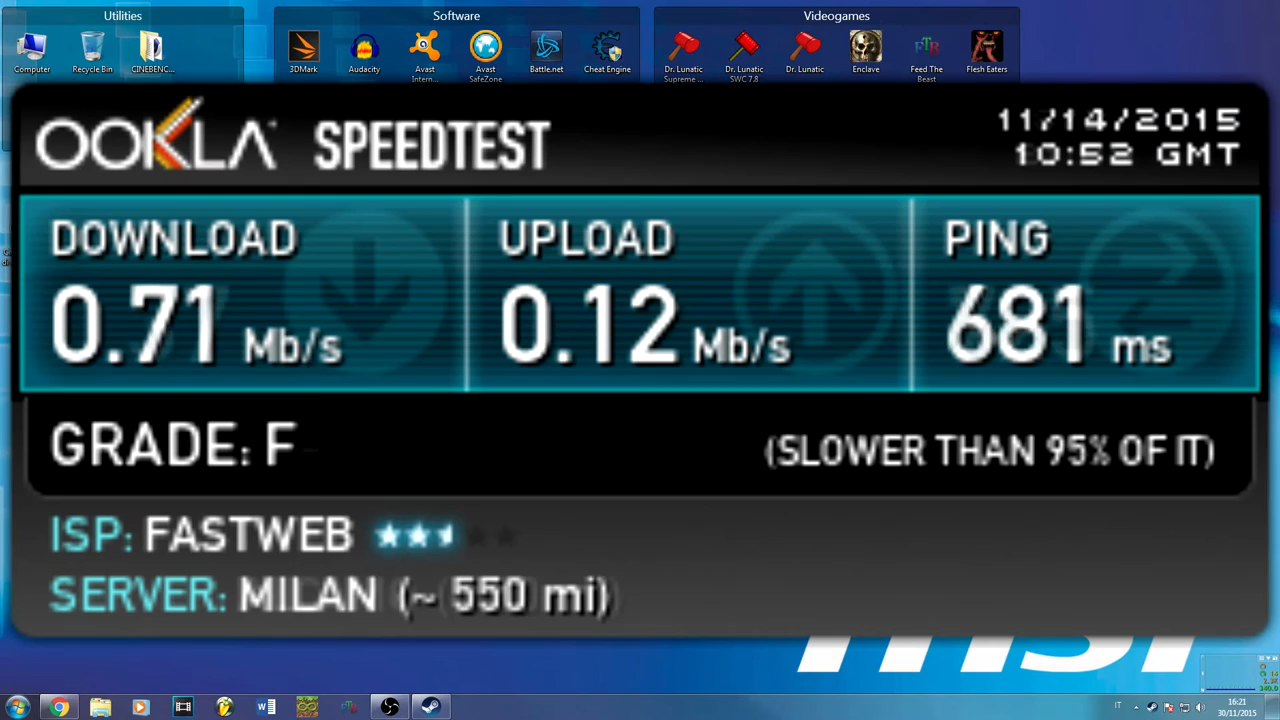 Utilities
Software
Videogames
Computer
Recycle Bin
CINEBENC...
3DMark
Audacity
Avast
Intern...
Avast
SafeZone
Battle.net
Cheat Engine
Dr. Lunatic
Supreme ...
Dr. Lunatic
SWC 7.8
Dr. Lunatic
Enclave
Feed The
Beast
Flesh Eaters
OOKLA SPEEDTEST
11/14/2015
10:52 GMT
DOWNLOAD
0.71 Mb/s
UPLOAD
0.12 Mb/s
PING
681 ms
GRADE: F
(SLOWER THAN 95% OF IT)
ISP: FASTWEB
SERVER: MILAN (~ 550 mi)
msi
IT
16:21
30/11/2015